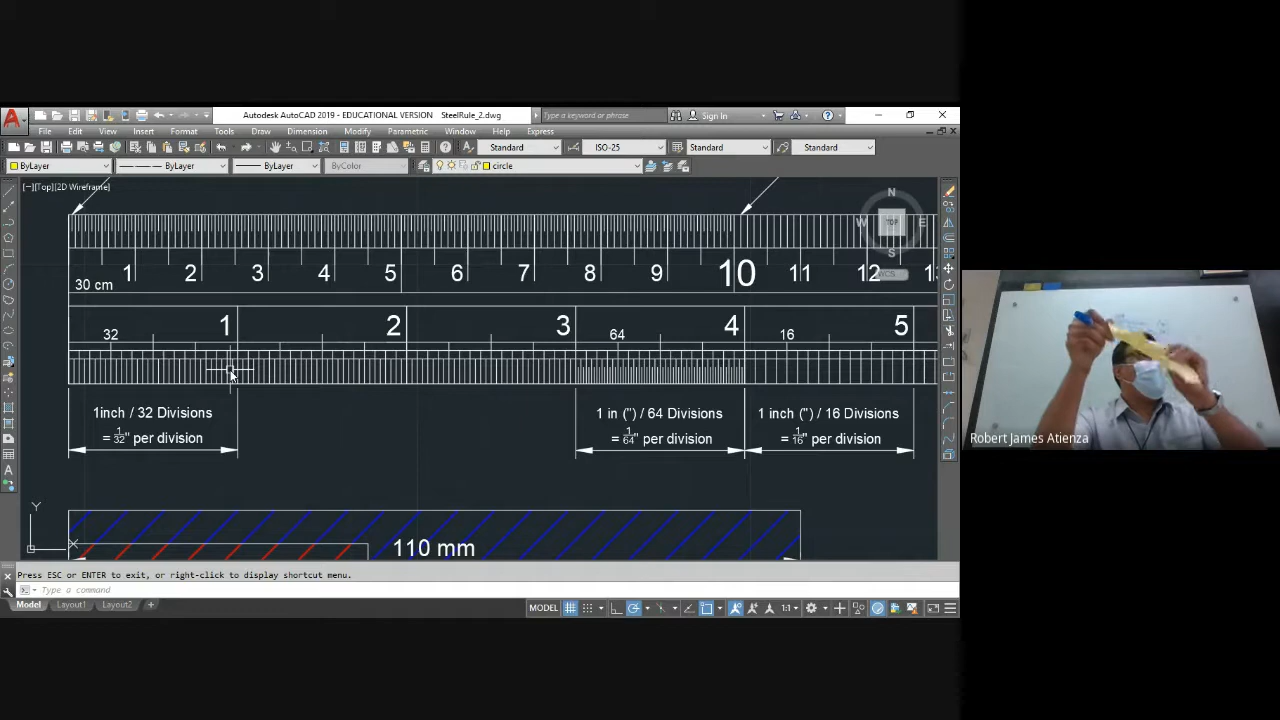 Autodesk AutoCAD 2019 - EDUCATIONAL VERSION SteelRule_2.dwg
Type a keyword or phrase
Sign In
File Edit View Insert Format Tools Draw Dimension Modify Parametric Window Help Express
Standard ISO-25 Standard Standard
ByLayer ByLayer ByLayer ByColor circle
[−][Top][2D Wireframe]
N
W TOP E
S
WCS
1 2 3 4 5 6 7 8 9 10 11 12 13
30 cm
1 2 3 4 5
32 64 16
1inch / 32 Divisions
= 1/32" per division
1 in (") / 64 Divisions
= 1/64" per division
1 inch (") / 16 Divisions
= 1/16" per division
Y
X
110 mm
Press ESC or ENTER to exit, or right-click to display shortcut menu.
Type a command
Model Layout1 Layout2 +
MODEL 1:1
Robert James Atienza